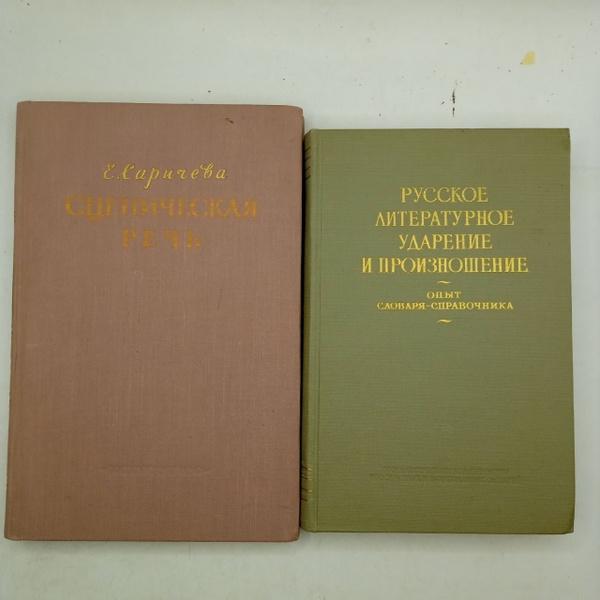 Е. Саричева
СЦЕНИЧЕСКАЯ
РЕЧЬ
РУССКОЕ
ЛИТЕРАТУРНОЕ
УДАРЕНИЕ
И ПРОИЗНОШЕНИЕ
ОПЫТ
СЛОВАРЯ-СПРАВОЧНИКА